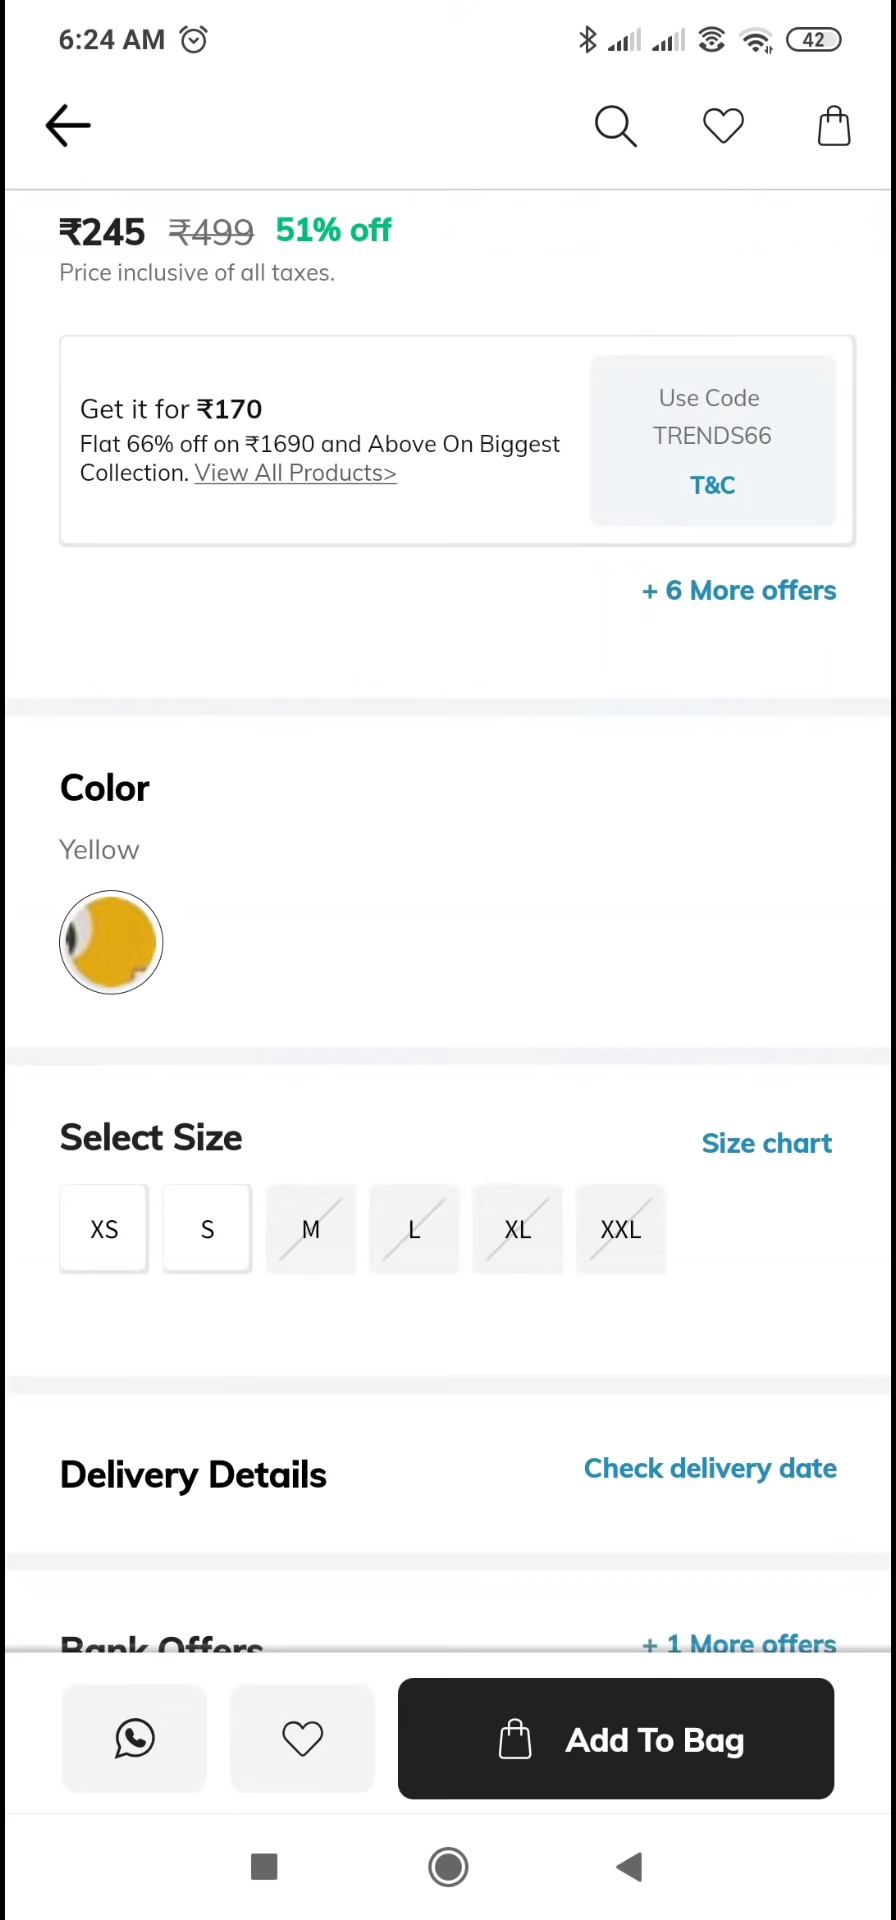 6:24 AM
42
₹245 ₹499 51% off
Price inclusive of all taxes.
Get it for ₹170
Flat 66% off on ₹1690 and Above On Biggest
Collection. View All Products>
Use Code
TRENDS66
T&C
+ 6 More offers
Color
Yellow
Select Size
Size chart
XS S M L XL XXL
Delivery Details
Check delivery date
Bank Offers
+ 1 More offers
Add To Bag